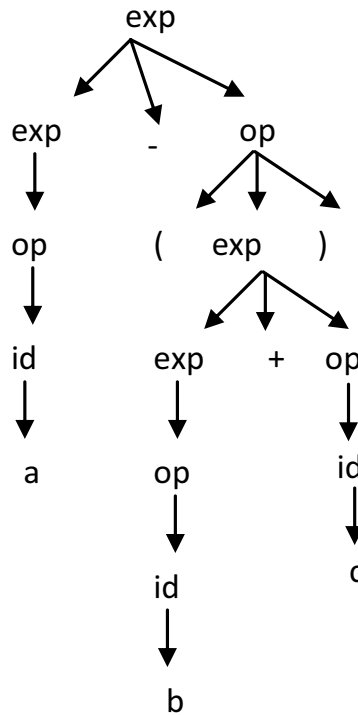 exp
exp - op
op ( exp )
id exp + op
a op id
id c
b